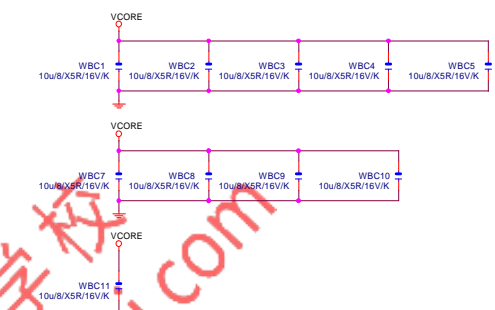 VCORE
WBC1 WBC2 WBC3 WBC4 WBC5
10u/8/X5R/16V/K 10u/8/X5R/16V/K 10u/8/X5R/16V/K 10u/8/X5R/16V/K 10u/8/X5R/16V/K
VCORE
WBC7 WBC8 WBC9 WBC10
10u/8/X5R/16V/K 10u/8/X5R/16V/K 10u/8/X5R/16V/K 10u/8/X5R/16V/K
VCORE
WBC11
10u/8/X5R/16V/K
学校
.com